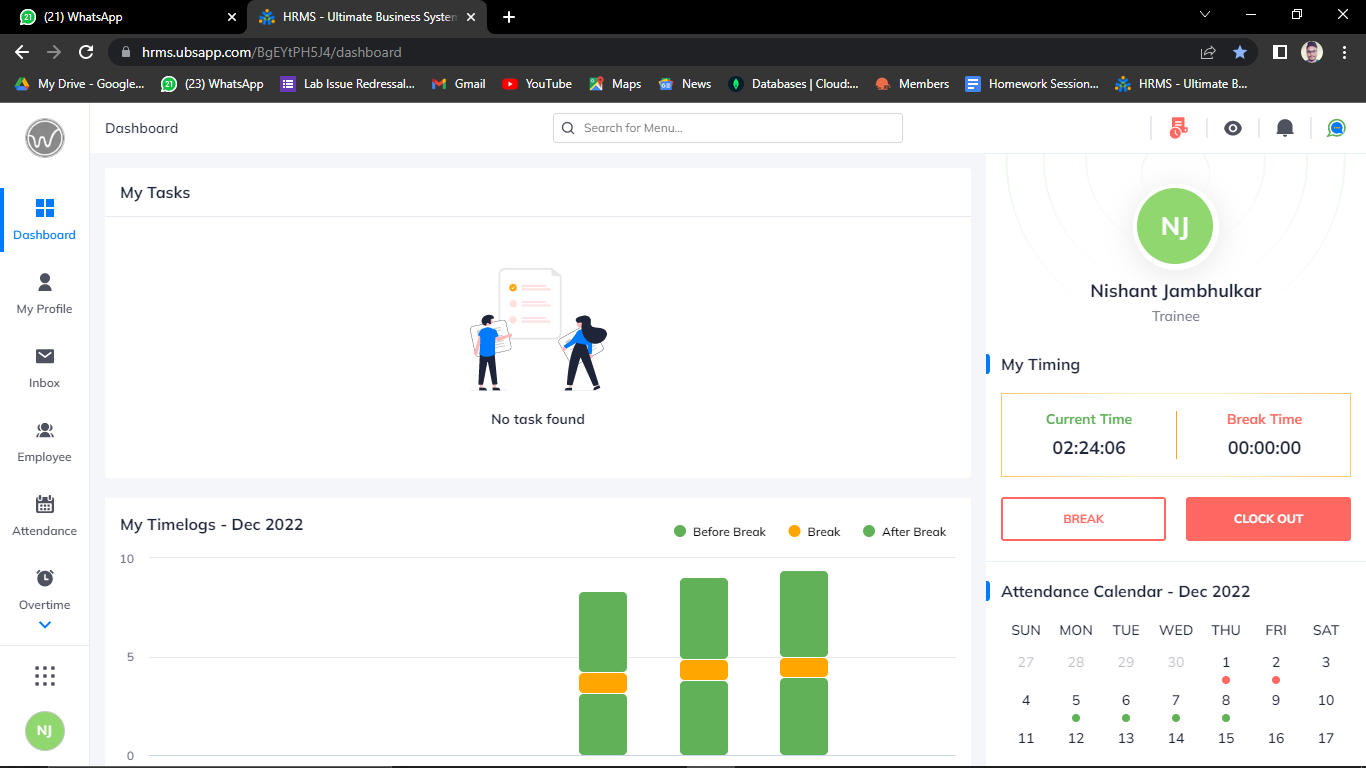 (21) WhatsApp
HRMS - Ultimate Business System
hrms.ubsapp.com/BgEYtPH5J4/dashboard
My Drive - Google...
(23) WhatsApp
Lab Issue Redressal...
Gmail
YouTube
Maps
News
Databases | Cloud:...
Members
Homework Session...
HRMS - Ultimate B...
Dashboard
Search for Menu...
Dashboard
My Profile
Inbox
Employee
Attendance
Overtime
NJ
My Tasks
No task found
My Timelogs - Dec 2022
Before Break
Break
After Break
10
5
0
NJ
Nishant Jambhulkar
Trainee
My Timing
Current Time Break Time
02:24:06 00:00:00
BREAK CLOCK OUT
Attendance Calendar - Dec 2022
SUN MON TUE WED THU FRI SAT
27 28 29 30 1 2 3
4 5 6 7 8 9 10
11 12 13 14 15 16 17